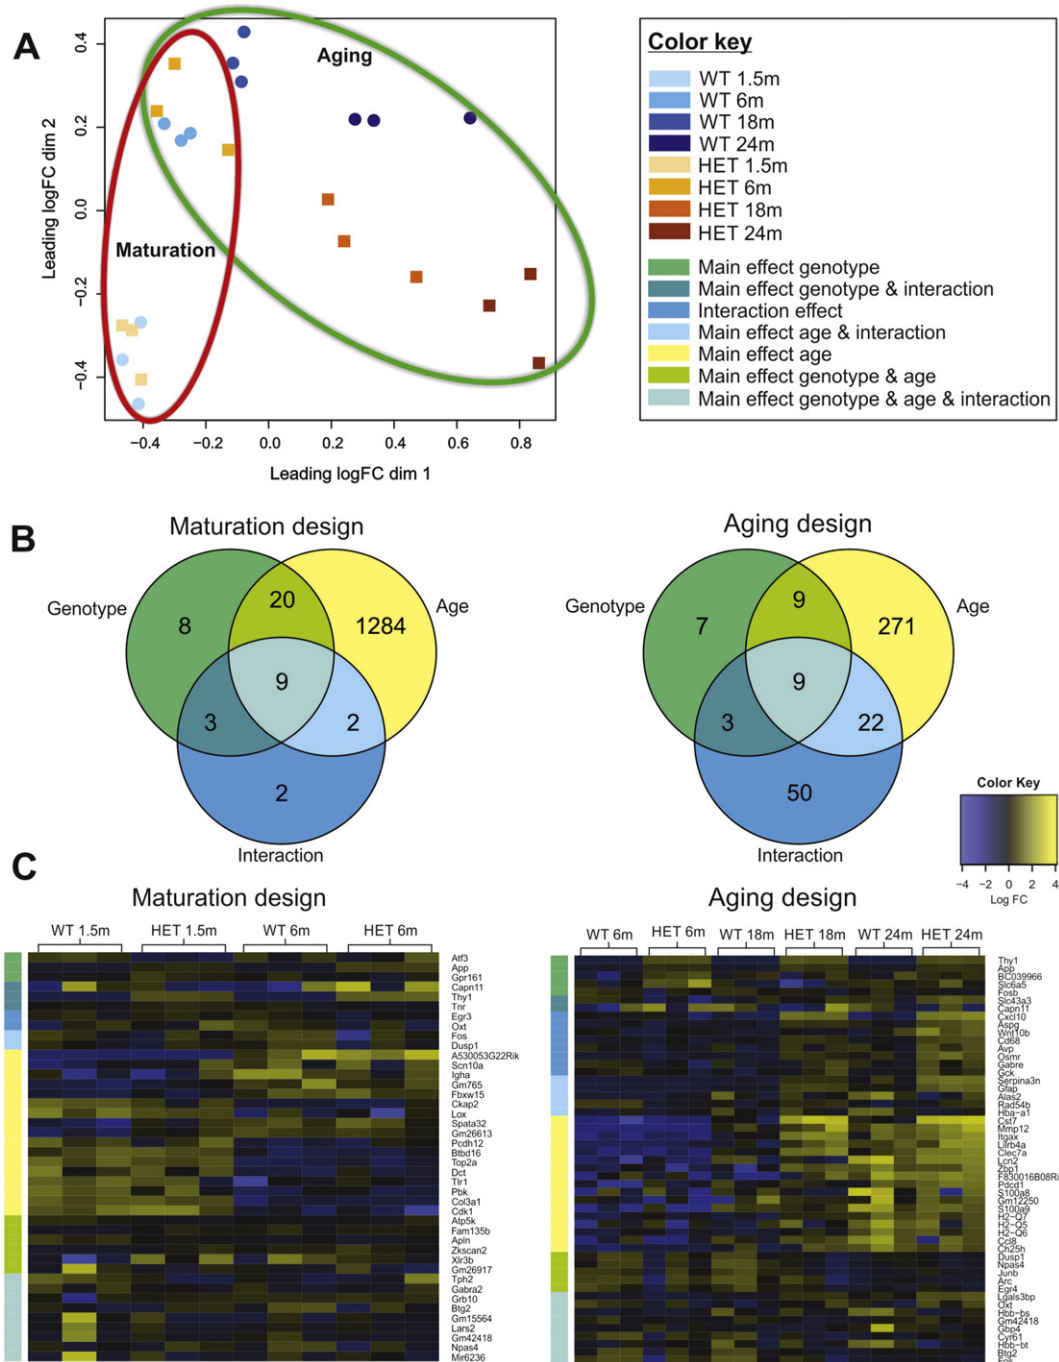 A
Aging
Maturation
0.4
0.2
0.0
−0.2
−0.4
Leading logFC dim 2
−0.4 −0.2 0.0 0.2 0.4 0.6 0.8
Leading logFC dim 1
Color key
WT 1.5m
WT 6m
WT 18m
WT 24m
HET 1.5m
HET 6m
HET 18m
HET 24m
Main effect genotype
Main effect genotype & interaction
Interaction effect
Main effect age & interaction
Main effect age
Main effect genotype & age
Main effect genotype & age & interaction
B
Maturation design
Genotype
Age
8
20
1284
9
3
2
2
Interaction
Aging design
Genotype
Age
7
9
271
9
3
22
50
Interaction
Color Key
−4 −2 0 2 4
Log FC
C
Maturation design
WT 1.5m HET 1.5m WT 6m HET 6m
Atf3
App
Gpr161
Capn11
Thy1
Tnr
Egr3
Oxt
Fos
Dusp1
A530053G22Rik
Scn10a
Igha
Gm765
Fbxw15
Ckap2
Lox
Spata32
Gm26613
Pcdh12
Btbd16
Top2a
Dct
Tlr1
Pbk
Col3a1
Cdk1
Atp5k
Fam135b
Apln
Zkscan2
Xlr3b
Gm26917
Tph2
Gabra2
Grb10
Btg2
Gm15564
Lars2
Gm42418
Npas4
Mir6236
Aging design
WT 6m HET 6m WT 18m HET 18m WT 24m HET 24m
Thy1
App
BC039966
Slc6a5
Fosb
Slc43a3
Capn11
Cxcl10
Aspg
Wnt10b
Cd68
Avp
Osmr
Gabre
Gck
Serpina3n
Gfap
Alas2
Rad54b
Hba−a1
Cst7
Mmp12
Itgax
Lilrb4a
Clec7a
Lcn2
Zbp1
F830016B08Ri
Pdcd1
S100a8
Gm12250
S100a9
H2−Q7
H2−Q5
H2−Q6
Ccl8
Ch25h
Dusp1
Npas4
Junb
Arc
Egr4
Lgals3bp
Oxt
Hbb−bs
Gm42418
Gbp4
Cyr61
Hbb−bt
Btg2